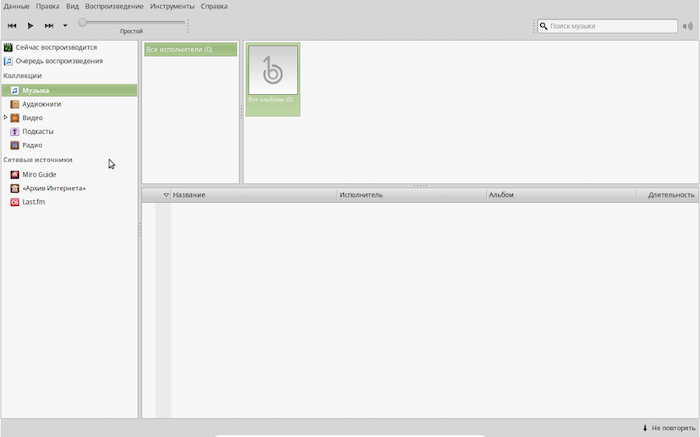 Данные Правка Вид Воспроизведение Инструменты Справка
Простой
Поиск музыки
Сейчас воспроизводится
Очередь воспроизведения
Коллекции
Музыка
Аудиокниги
Видео
Подкасты
Радио
Сетевые источники
Miro Guide
«Архив Интернета»
Last.fm
Все исполнители (0)
Все альбомы (0)
Название Исполнитель Альбом Длительность
Не повторять